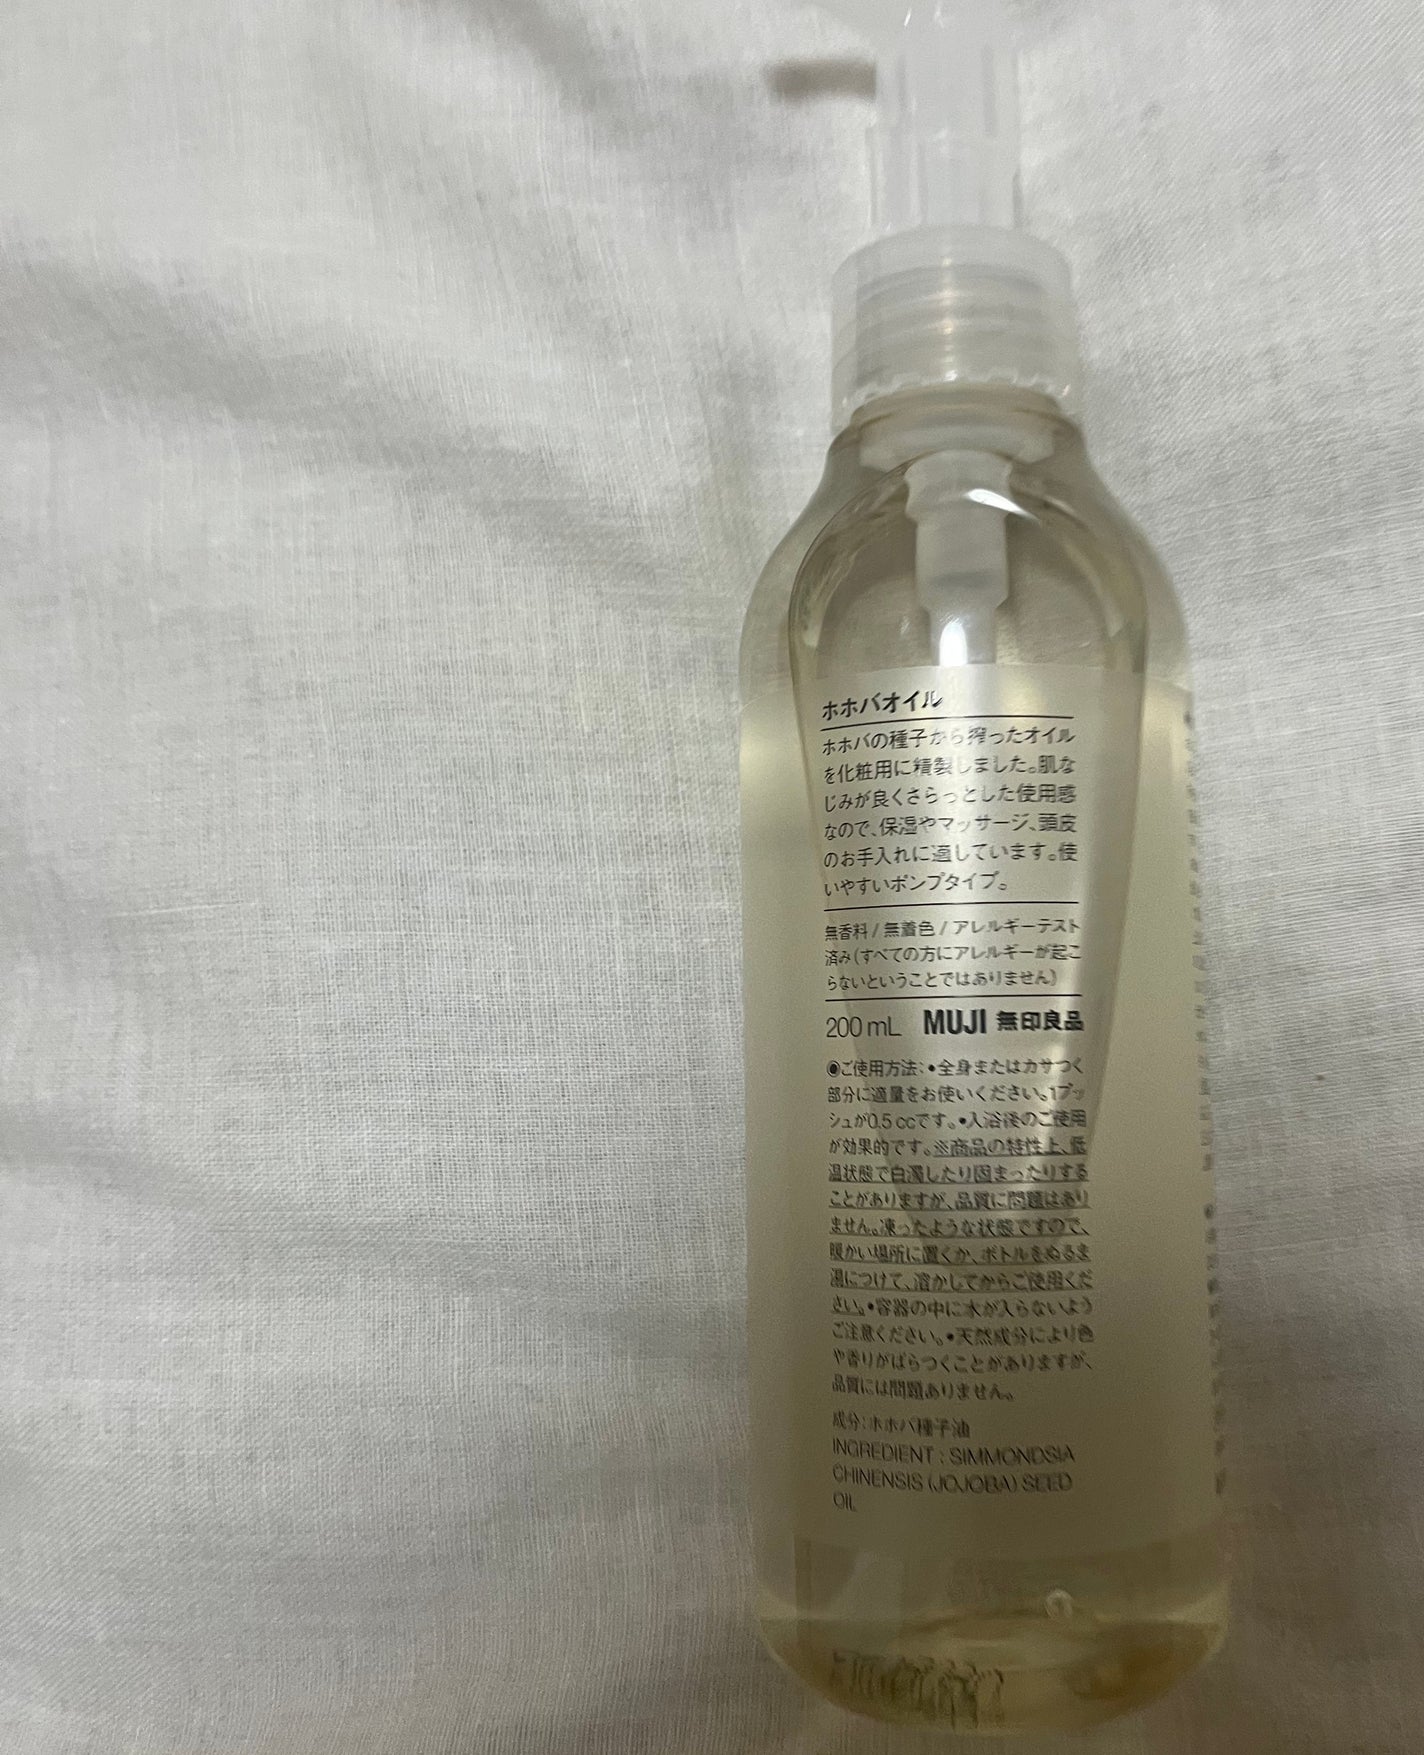 ホホバオイル
ホホバの種子から搾ったオイル
を化粧用に精製しました。肌な
じみが良くさらっとした使用感
なので、保湿やマッサージ、頭皮
のお手入れに適しています。使
いやすいポンプタイプ。
無香料/無着色/アレルギーテスト
済み(すべての方にアレルギーが起こ
らないということではありません)
200 mL MUJI 無印良品
◉ご使用方法:•全身またはカサつく
部分に適量をお使いください。1プッ
シュが0.5 ccです。•入浴後のご使用
が効果的です。※商品の特性上、低
温状態で白濁したり固まったりする
ことがありますが、品質に問題はあり
ません。凍ったような状態ですので、
暖かい場所に置くか、ボトルをぬるま
湯につけて、溶かしてからご使用くだ
さい。•容器の中に水が入らないよう
ご注意ください。•天然成分により色
や香りがばらつくことがありますが、
品質には問題ありません。
成分:ホホバ種子油
INGREDIENT : SIMMONDSIA
CHINENSIS (JOJOBA) SEED
OIL